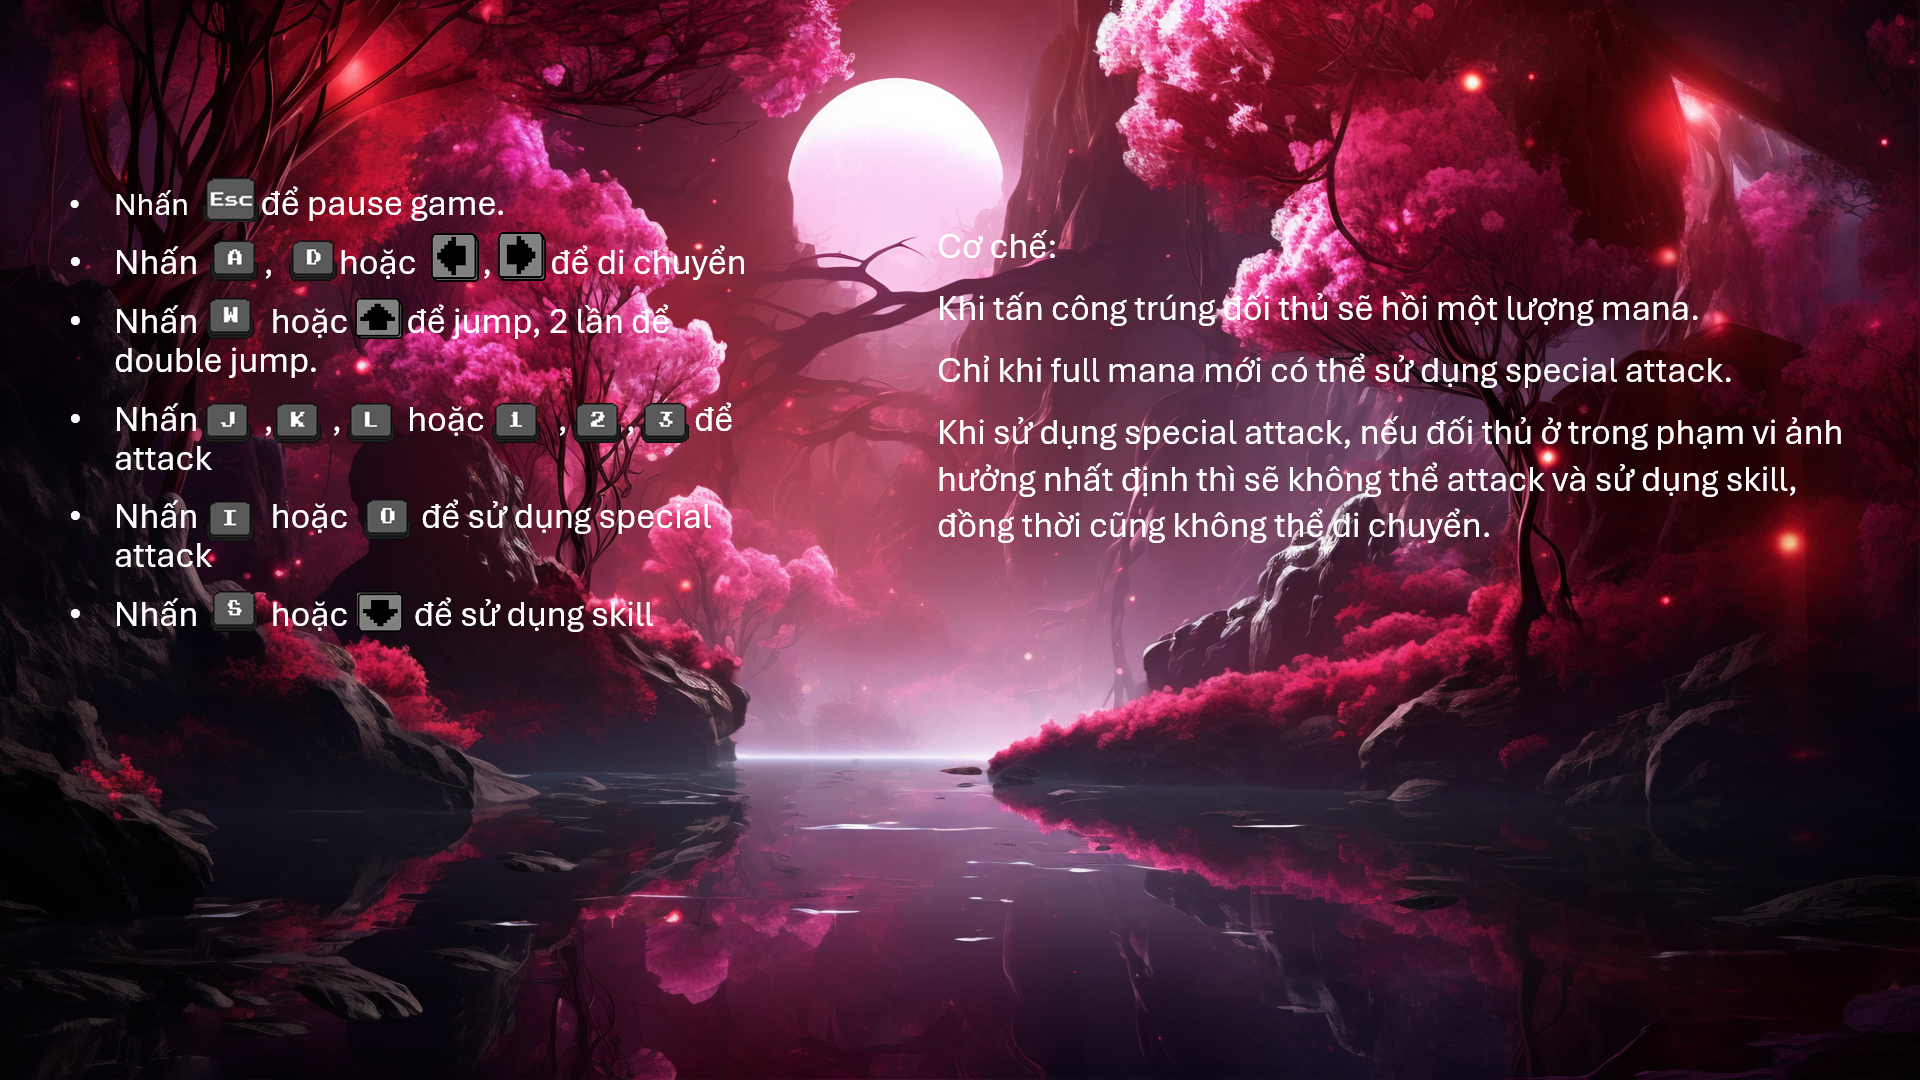 • Nhấn Esc để pause game.
• Nhấn A , D hoặc ← , → để di chuyển
• Nhấn W hoặc ↑ để jump, 2 lần để
double jump.
• Nhấn J , K , L hoặc 1 , 2 , 3 để
attack
• Nhấn I hoặc 0 để sử dụng special
attack
• Nhấn S hoặc ↓ để sử dụng skill
Cơ chế:
Khi tấn công trúng đối thủ sẽ hồi một lượng mana.
Chỉ khi full mana mới có thể sử dụng special attack.
Khi sử dụng special attack, nếu đối thủ ở trong phạm vi ảnh
hưởng nhất định thì sẽ không thể attack và sử dụng skill,
đồng thời cũng không thể di chuyển.